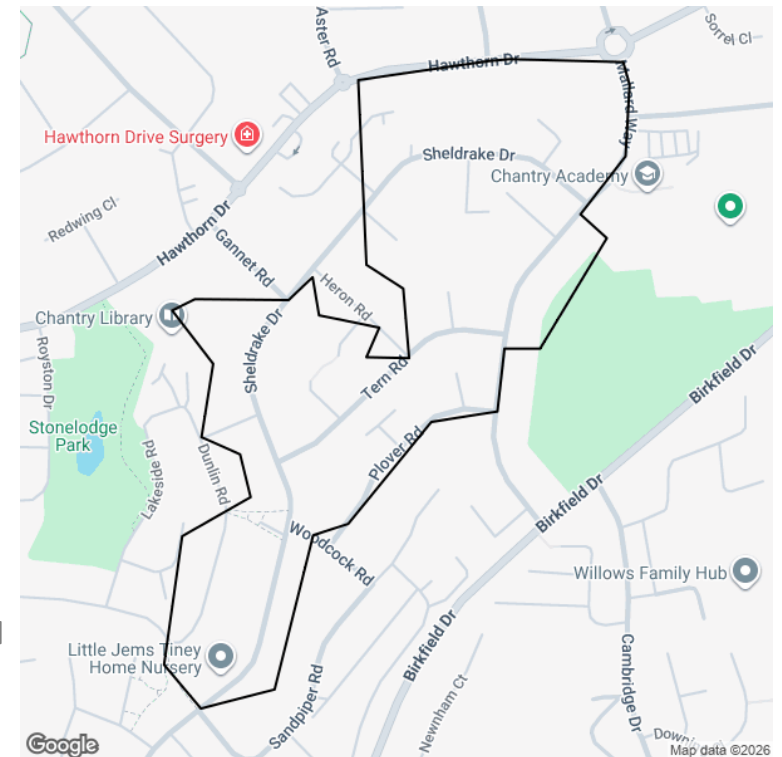 Aster Rd
Sorrel Cl
Hawthorn Dr
Mallard Way
Hawthorn Drive Surgery
Sheldrake Dr
Chantry Academy
Redwing Cl
Hawthorn Dr
Gannet Rd
Heron Rd
Chantry Library
Royston Dr
Sheldrake Dr
Tern Rd
Birkfield Dr
Stonelodge
Park
Lakeside Rd
Dunlin Rd
Plover Rd
Birkfield Dr
Woodcock Rd
Willows Family Hub
Little Jems Tiney
Home Nursery
Birkfield Dr
Sandpiper Rd
Newnham Ct
Cambridge Dr
Google
Map data ©2026